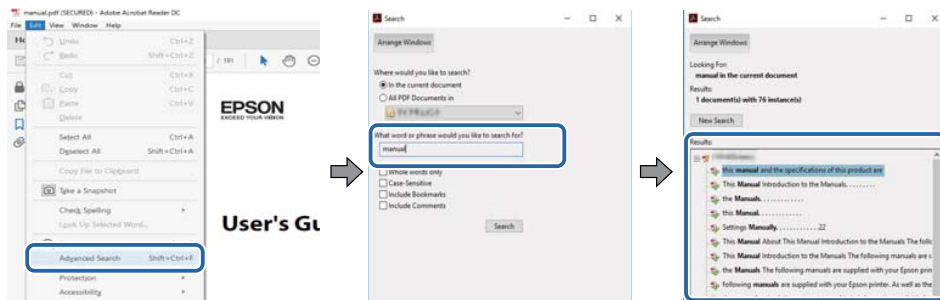 manual.pdf (SECURED) - Adobe Acrobat Reader DC
File Edit View Window Help
Undo Ctrl+Z
Redo Shift+Ctrl+Z
Cut Ctrl+X
Copy Ctrl+C
Paste Ctrl+V
Delete
Select All Ctrl+A
Deselect All Shift+Ctrl+A
Copy File to Clipboard
Take a Snapshot
Check Spelling
Look Up Selected Word...
Advanced Search Shift+Ctrl+F
Protection
Accessibility
/ 191
EPSON
EXCEED YOUR VISION
User's Gu
Search
Arrange Windows
Where would you like to search?
In the current document
All PDF Documents in
What word or phrase would you like to search for?
manual
Whole words only
Case-Sensitive
Include Bookmarks
Include Comments
Search
Search
Arrange Windows
Looking For:
manual in the current document
Results:
1 document(s) with 76 instance(s)
New Search
Results
this manual and the specifications of this product are
This Manual Introduction to the Manuals. . . . . . . . .
the Manuals. . . . . . . . . . . . .
this Manual. . . . . . . . . . . . .
Settings Manually. . . . . . . . . . . . .22
This Manual About This Manual Introduction to the Manuals The follo
This Manual Introduction to the Manuals The following manuals are s
the Manuals The following manuals are supplied with your Epson prin
following manuals are supplied with your Epson printer. As well as the